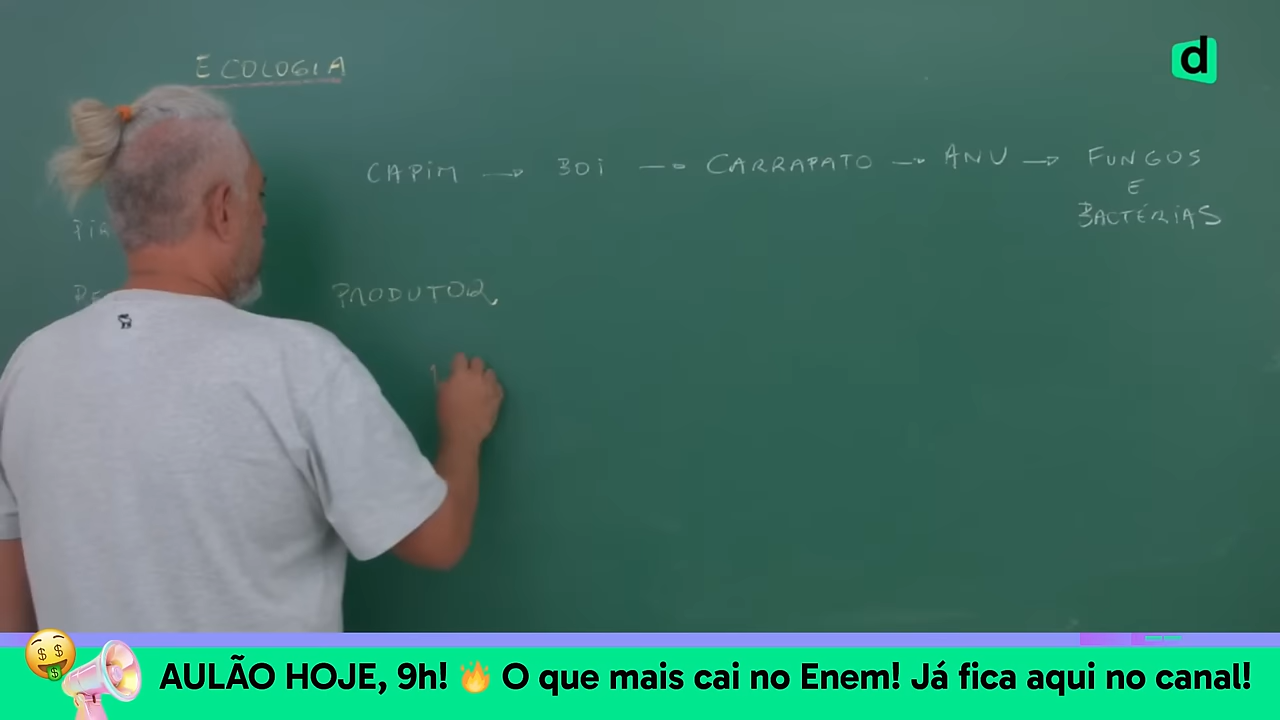 ECOLOGIA
d
CAPIM → BOI → CARRAPATO → ANU → FUNGOS
E
BACTÉRIAS
PIR
PRODUTOR
AULÃO HOJE, 9h! 🔥 O que mais cai no Enem! Já fica aqui no canal!